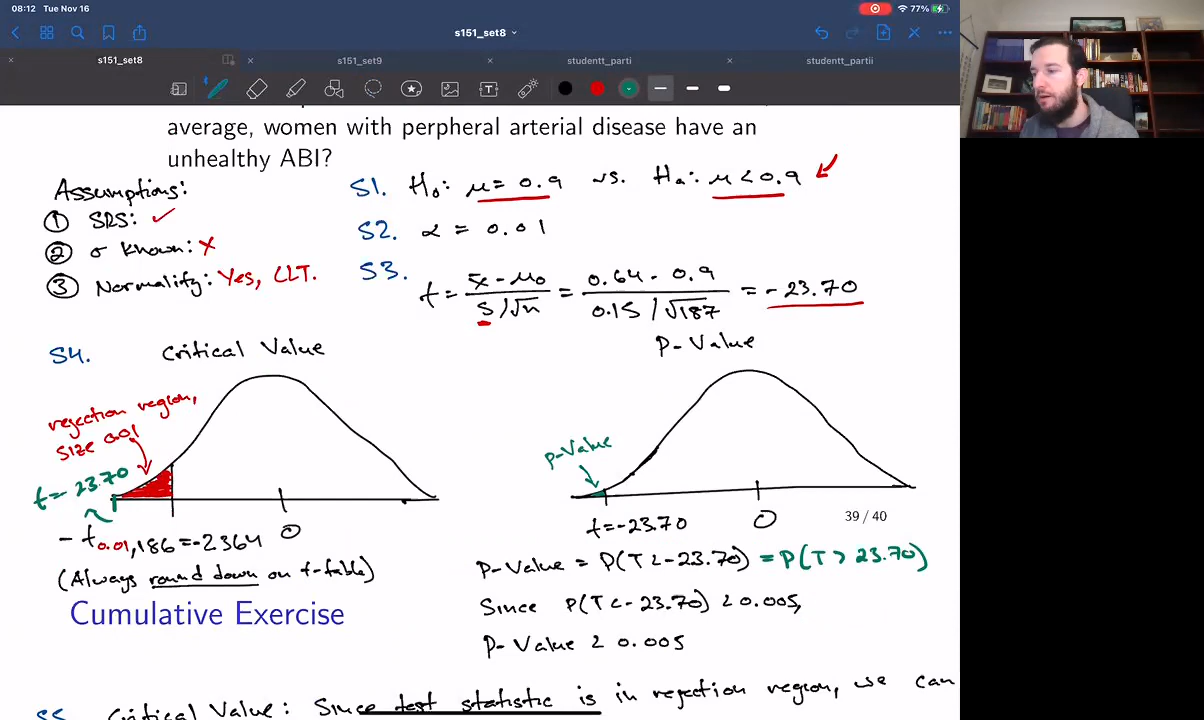 08:12 Tue Nov 16
77%
s151_set8
s151_set8
s151_set9
studentt_parti
studentt_partii
average, women with perpheral arterial disease have an
unhealthy ABI?
Assumptions:
① SRS: ✓
② σ known: ✗
③ Normality: Yes, CLT.
S1. H₀: μ = 0.9 vs. Hₐ: μ < 0.9
S2. α = 0.01
S3. t = (x̄ - μ₀) / (s/√n) = (0.64 - 0.9) / (0.15/√187) = -23.70
S4. Critical Value
rejection region,
size 0.01
t = -23.70
0
-t0.01,186 = -2.364
(Always round down on t-table)
P-Value
p-Value
t = -23.70
0
39 / 40
P-Value = P(T < -23.70) = P(T > 23.70)
Since P(T < -23.70) < 0.005,
P-Value < 0.005
Cumulative Exercise
S5. Critical Value: Since test statistic is in rejection region, we can